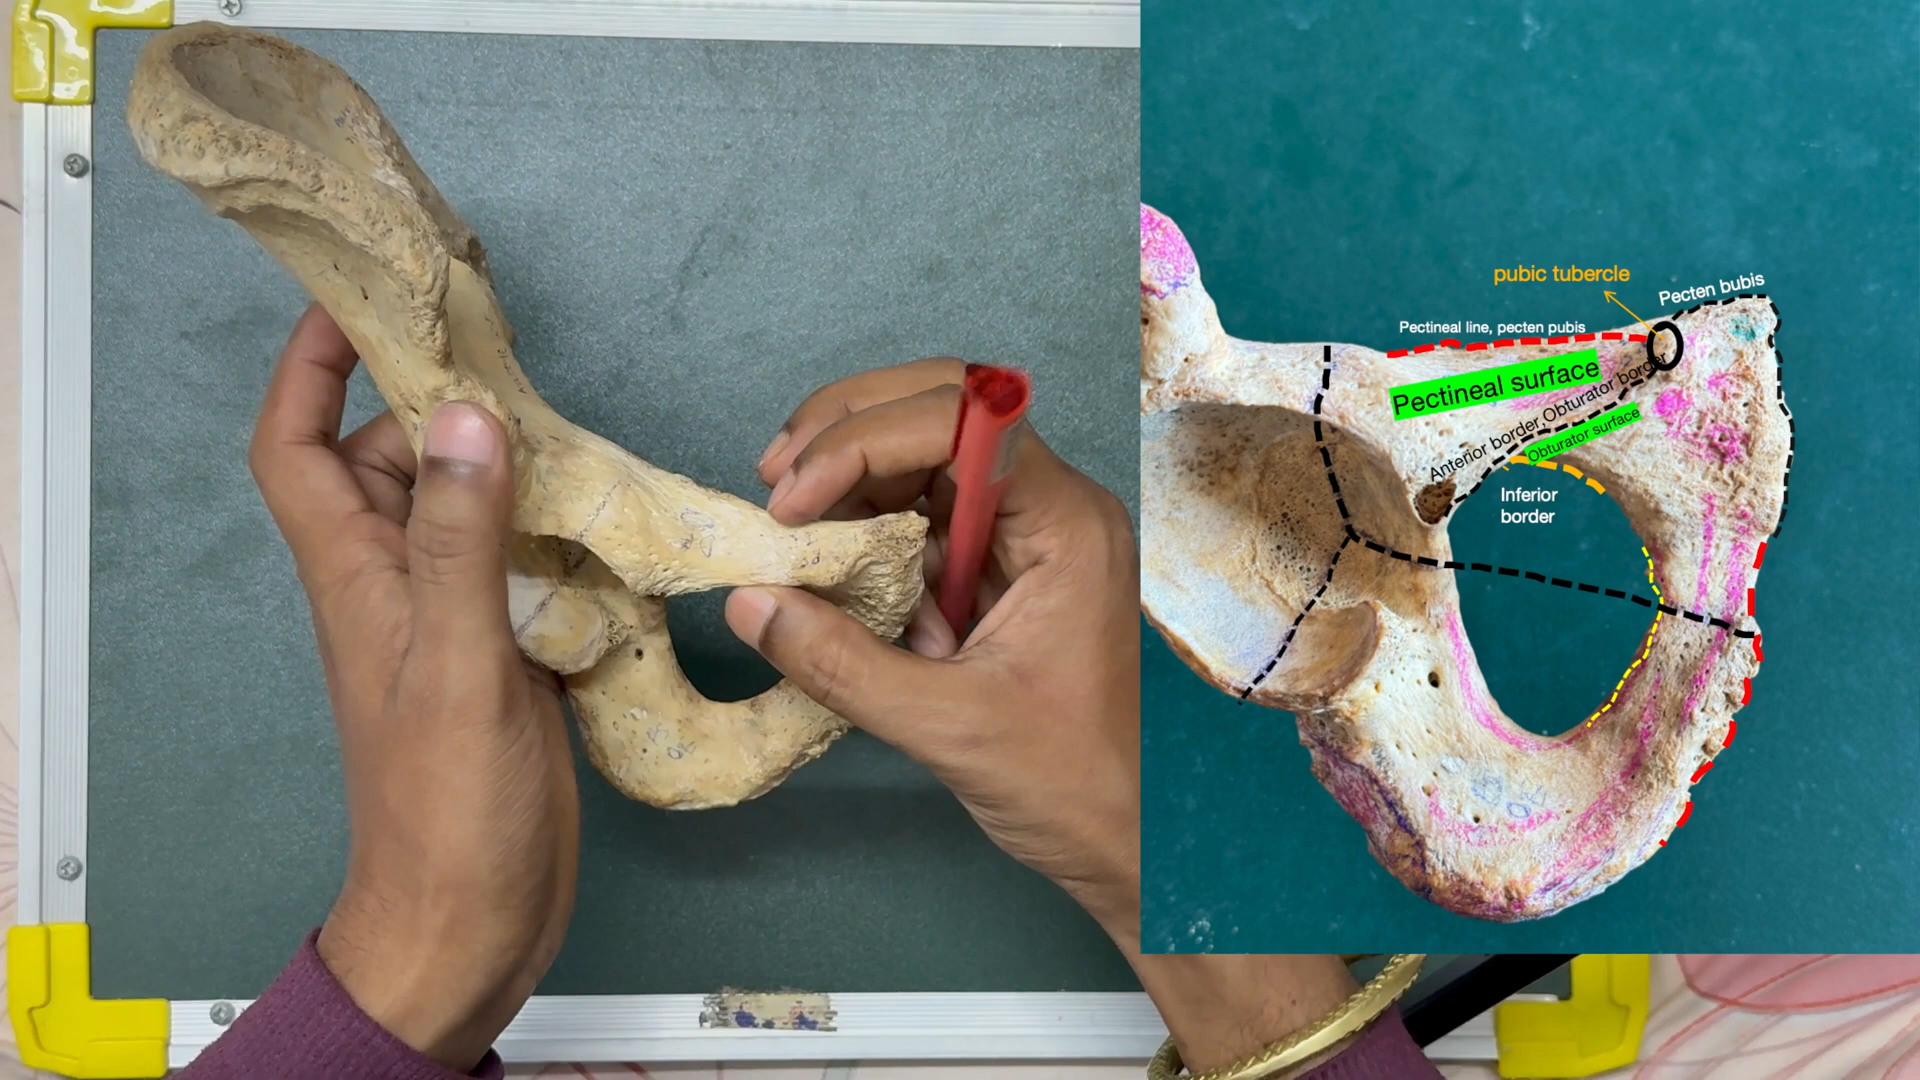 pubic tubercle
Pecten bubis
Pectineal line, pecten pubis
Pectineal surface
Anterior border,Obturator border
Obturator surface
Inferior
border